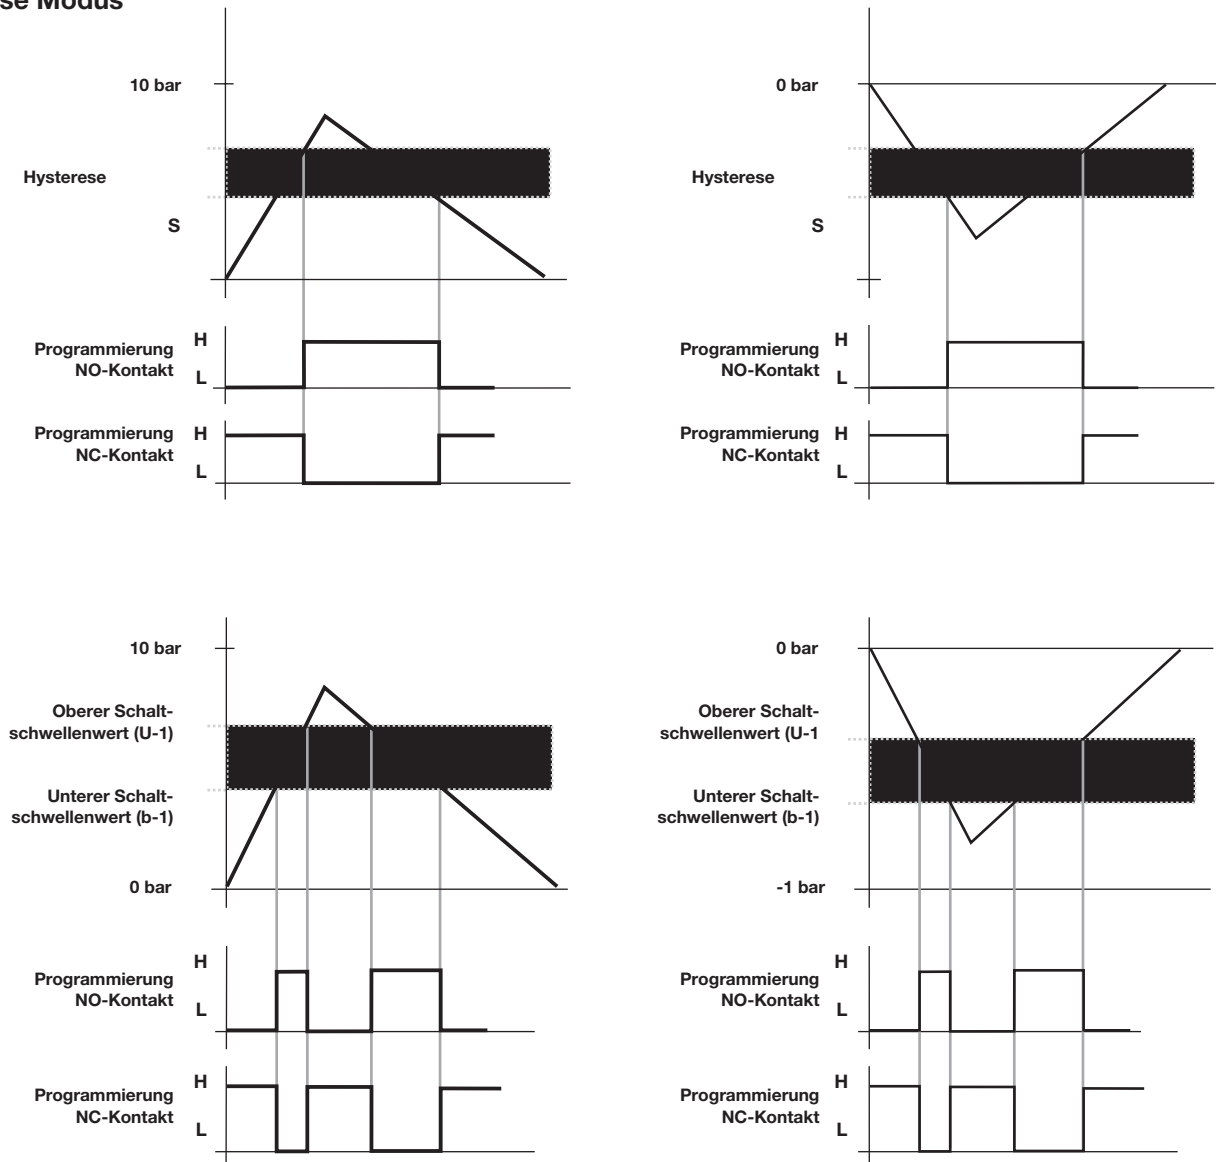 Modus
10 bar
Hysterese
S
Programmierung H
NO-Kontakt
L
Programmierung H
NC-Kontakt
L
0 bar
Hysterese
S
Programmierung H
NO-Kontakt
L
Programmierung H
NC-Kontakt
L
10 bar
Oberer Schalt-
schwellenwert (U-1)
Unterer Schalt-
schwellenwert (b-1)
0 bar
H
Programmierung
NO-Kontakt
L
H
Programmierung
NC-Kontakt
L
0 bar
Oberer Schalt-
schwellenwert (U-1
Unterer Schalt-
schwellenwert (b-1)
-1 bar
H
Programmierung
NO-Kontakt
L
H
Programmierung
NC-Kontakt
L